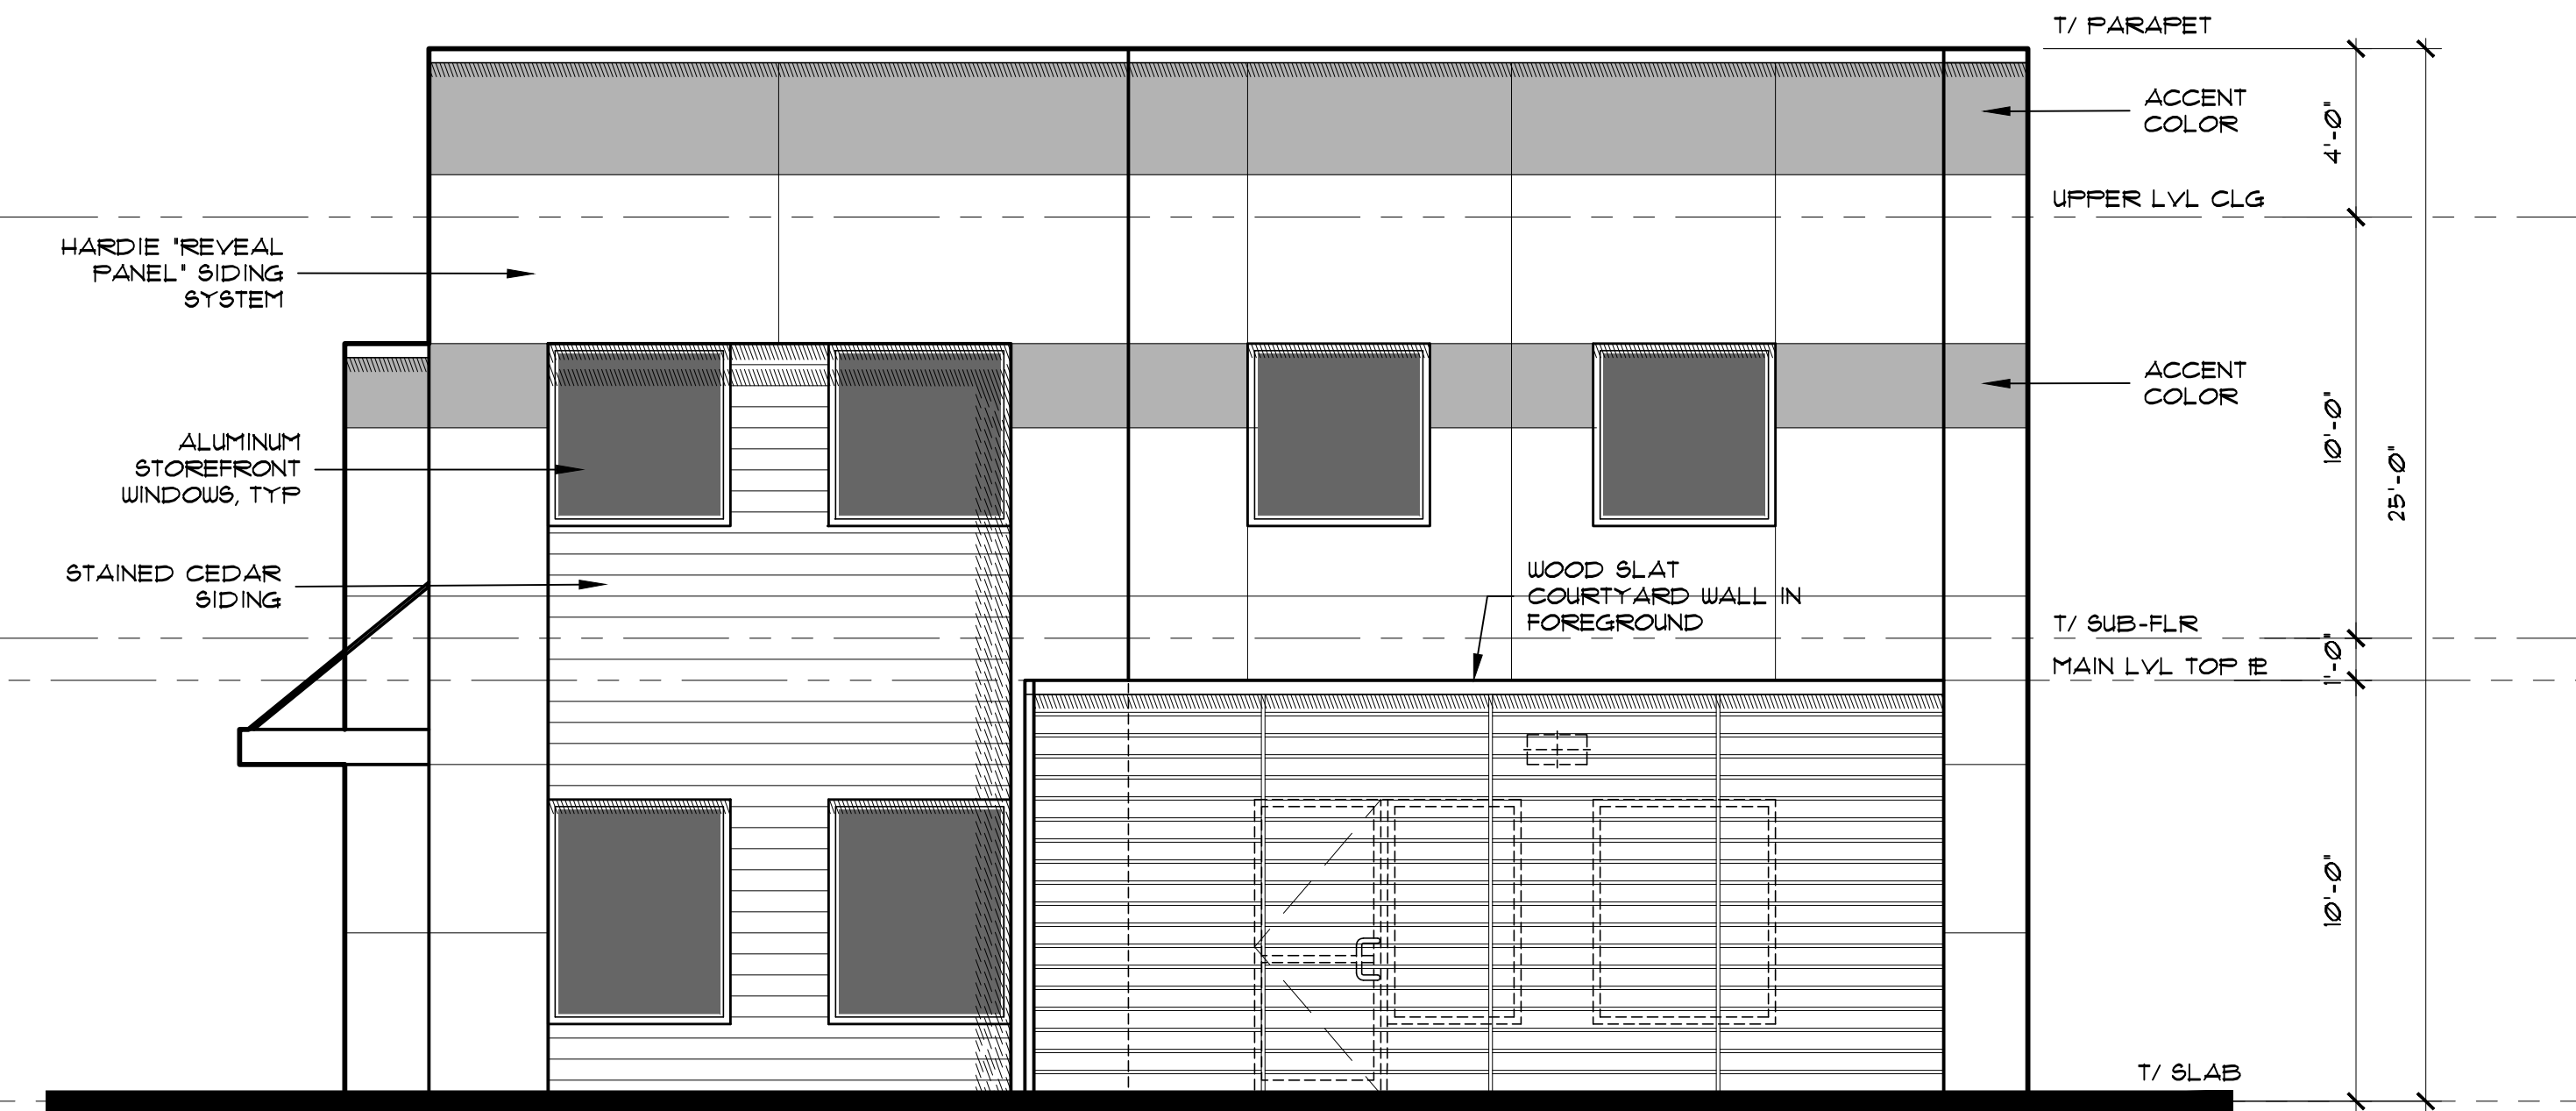 T/ PARAPET
ACCENT
COLOR
4'-0"
UPPER LVL CLG
HARDIE "REVEAL
PANEL" SIDING
SYSTEM
ACCENT
COLOR
10'-0"
ALUMINUM
STOREFRONT
WINDOWS, TYP
25'-0"
STAINED CEDAR
SIDING
WOOD SLAT
COURTYARD WALL IN
FOREGROUND
T/ SUB-FLR
1'-0"
MAIN LVL TOP PL
10'-0"
T/ SLAB